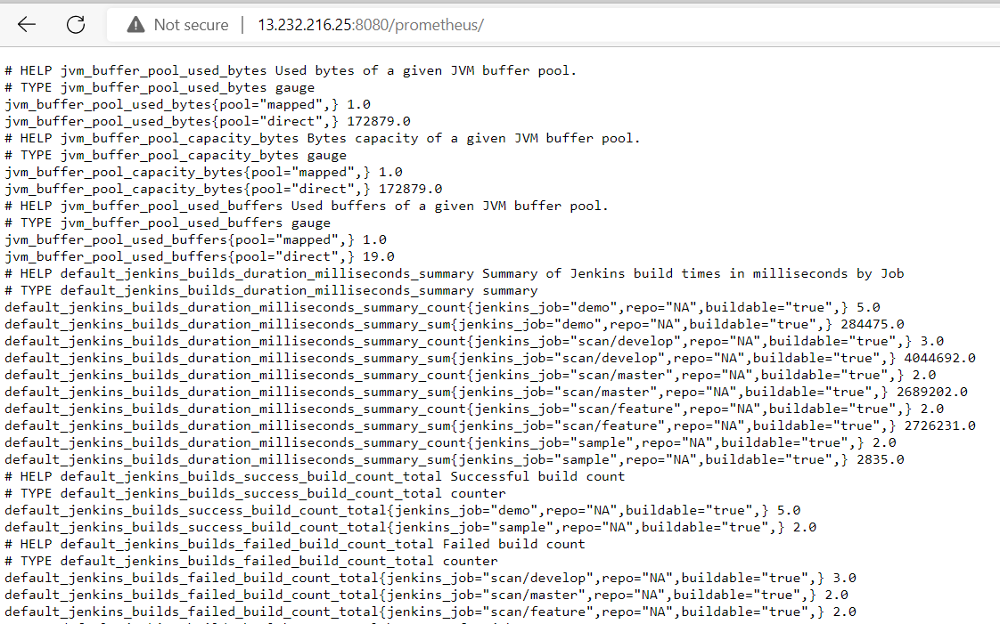 Not secure | 13.232.216.25:8080/prometheus/
# HELP jvm_buffer_pool_used_bytes Used bytes of a given JVM buffer pool.
# TYPE jvm_buffer_pool_used_bytes gauge
jvm_buffer_pool_used_bytes{pool="mapped",} 1.0
jvm_buffer_pool_used_bytes{pool="direct",} 172879.0
# HELP jvm_buffer_pool_capacity_bytes Bytes capacity of a given JVM buffer pool.
# TYPE jvm_buffer_pool_capacity_bytes gauge
jvm_buffer_pool_capacity_bytes{pool="mapped",} 1.0
jvm_buffer_pool_capacity_bytes{pool="direct",} 172879.0
# HELP jvm_buffer_pool_used_buffers Used buffers of a given JVM buffer pool.
# TYPE jvm_buffer_pool_used_buffers gauge
jvm_buffer_pool_used_buffers{pool="mapped",} 1.0
jvm_buffer_pool_used_buffers{pool="direct",} 19.0
# HELP default_jenkins_builds_duration_milliseconds_summary Summary of Jenkins build times in milliseconds by Job
# TYPE default_jenkins_builds_duration_milliseconds_summary summary
default_jenkins_builds_duration_milliseconds_summary_count{jenkins_job="demo",repo="NA",buildable="true",} 5.0
default_jenkins_builds_duration_milliseconds_summary_sum{jenkins_job="demo",repo="NA",buildable="true",} 284475.0
default_jenkins_builds_duration_milliseconds_summary_count{jenkins_job="scan/develop",repo="NA",buildable="true",} 3.0
default_jenkins_builds_duration_milliseconds_summary_sum{jenkins_job="scan/develop",repo="NA",buildable="true",} 4044692.0
default_jenkins_builds_duration_milliseconds_summary_count{jenkins_job="scan/master",repo="NA",buildable="true",} 2.0
default_jenkins_builds_duration_milliseconds_summary_sum{jenkins_job="scan/master",repo="NA",buildable="true",} 2689202.0
default_jenkins_builds_duration_milliseconds_summary_count{jenkins_job="scan/feature",repo="NA",buildable="true",} 2.0
default_jenkins_builds_duration_milliseconds_summary_sum{jenkins_job="scan/feature",repo="NA",buildable="true",} 2726231.0
default_jenkins_builds_duration_milliseconds_summary_count{jenkins_job="sample",repo="NA",buildable="true",} 2.0
default_jenkins_builds_duration_milliseconds_summary_sum{jenkins_job="sample",repo="NA",buildable="true",} 2835.0
# HELP default_jenkins_builds_success_build_count_total Successful build count
# TYPE default_jenkins_builds_success_build_count_total counter
default_jenkins_builds_success_build_count_total{jenkins_job="demo",repo="NA",buildable="true",} 5.0
default_jenkins_builds_success_build_count_total{jenkins_job="sample",repo="NA",buildable="true",} 2.0
# HELP default_jenkins_builds_failed_build_count_total Failed build count
# TYPE default_jenkins_builds_failed_build_count_total counter
default_jenkins_builds_failed_build_count_total{jenkins_job="scan/develop",repo="NA",buildable="true",} 3.0
default_jenkins_builds_failed_build_count_total{jenkins_job="scan/master",repo="NA",buildable="true",} 2.0
default_jenkins_builds_failed_build_count_total{jenkins_job="scan/feature",repo="NA",buildable="true",} 2.0